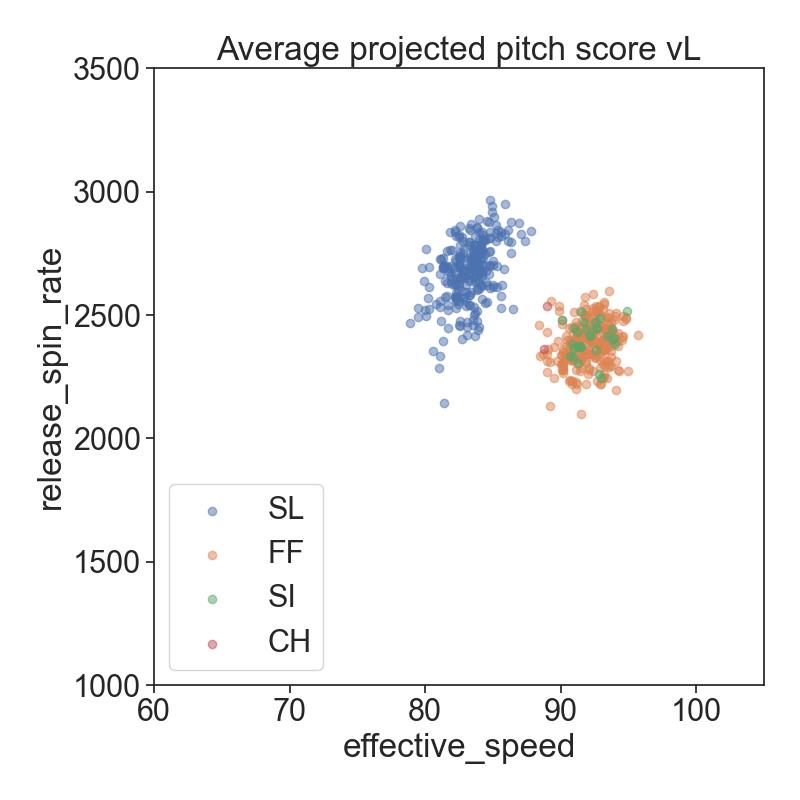 Average projected pitch score vL
3500
3000
2500
2000
1500
1000
release_spin_rate
SL
FF
SI
CH
60 70 80 90 100
effective_speed